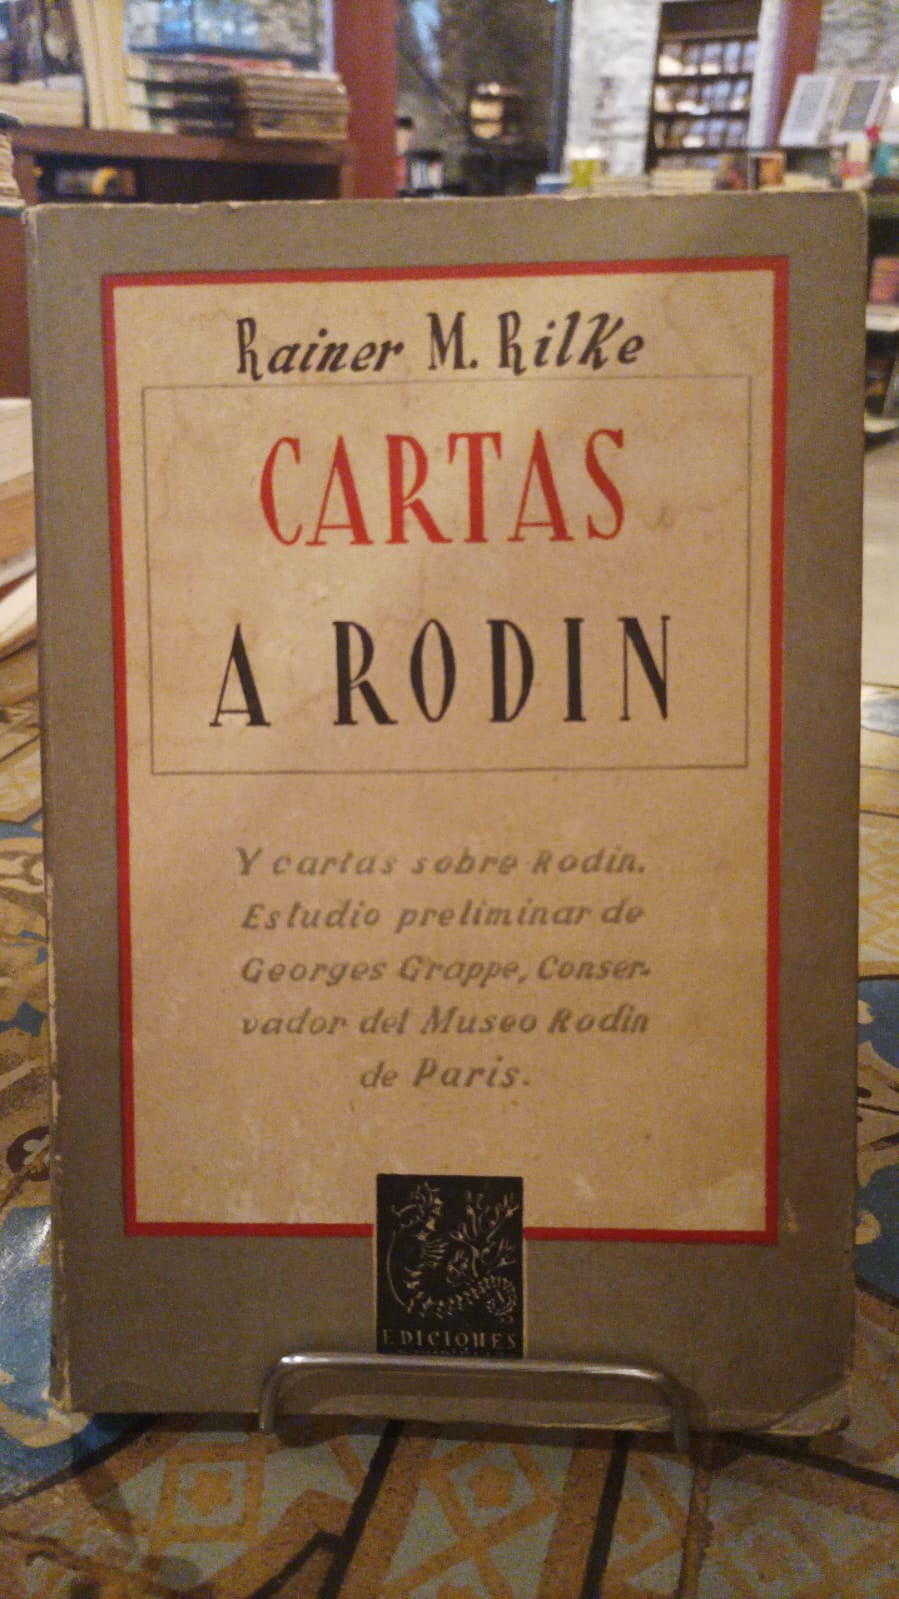 Rainer M. Rilke
CARTAS
A RODIN
Y cartas sobre Rodin.
Estudio preliminar de
Georges Grappe, Conser-
vador del Museo Rodin
de Paris.
EDICIONES